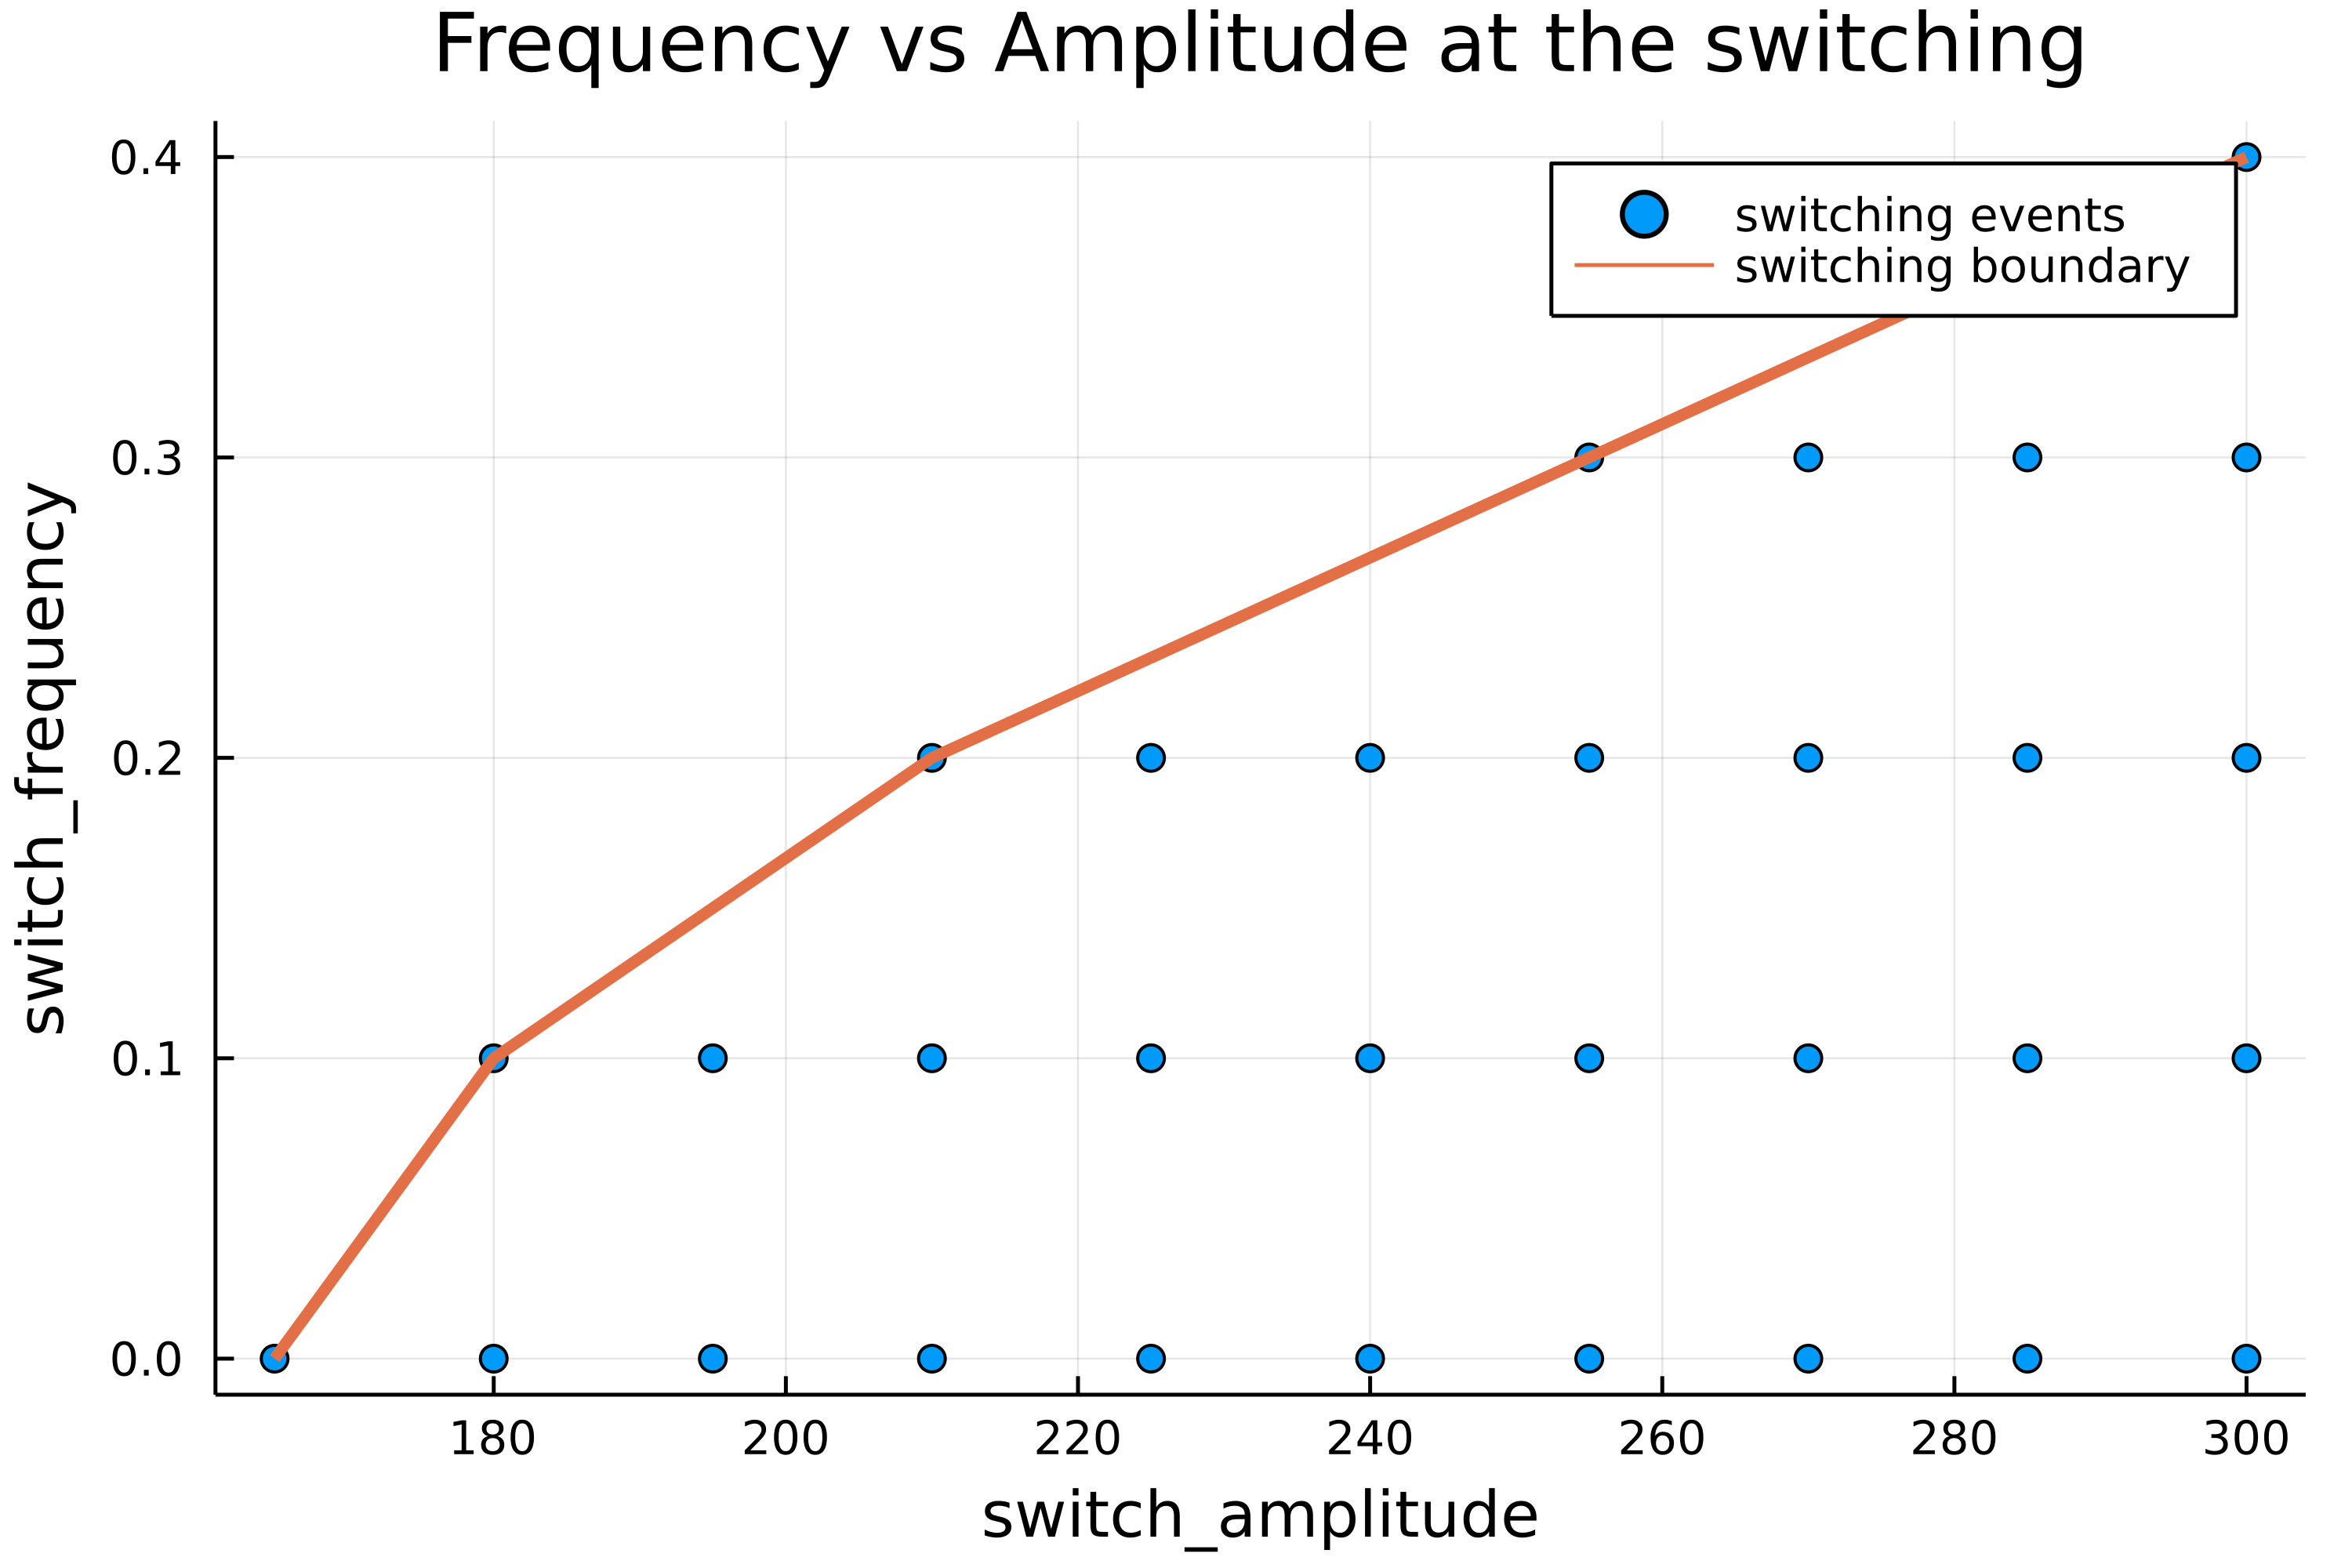 Frequency vs Amplitude at the switching
switching events
switching boundary
switch_frequency
0.4
0.3
0.2
0.1
0.0
180 200 220 240 260 280 300
switch_amplitude